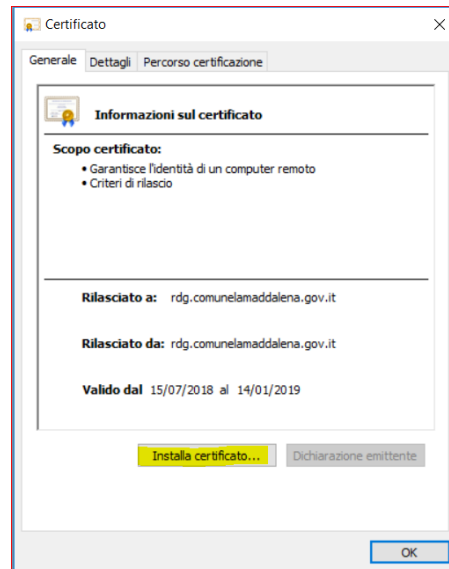 Certificato
Generale Dettagli Percorso certificazione
Informazioni sul certificato
Scopo certificato:
• Garantisce l'identità di un computer remoto
• Criteri di rilascio
Rilasciato a: rdg.comunelamaddalena.gov.it
Rilasciato da: rdg.comunelamaddalena.gov.it
Valido dal 15/07/2018 al 14/01/2019
Installa certificato... Dichiarazione emittente
OK